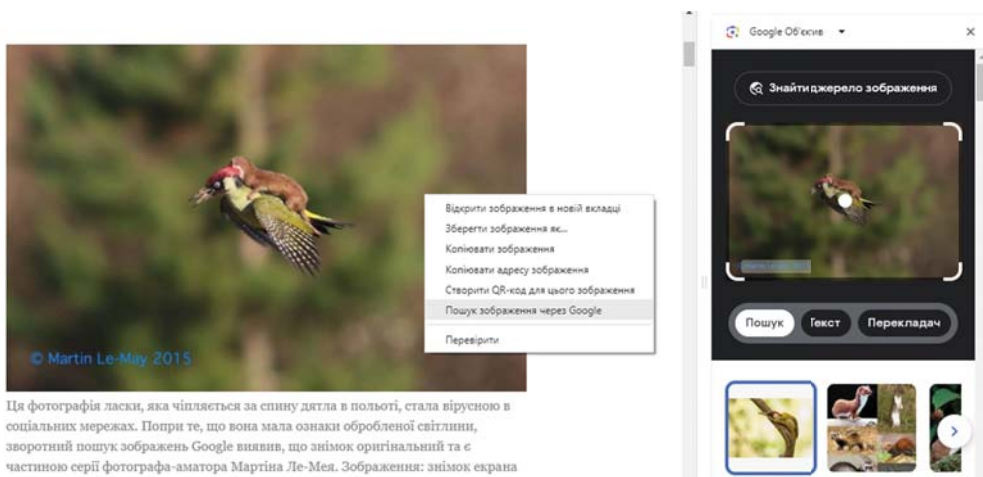 © Martin Le-May 2015
Ця фотографія ласки, яка чіпляється за спину дятла в польоті, стала вірусною в
соціальних мережах. Попри те, що вона мала ознаки обробленої світлини,
зворотний пошук зображень Google виявив, що знімок оригінальний та є
частиною серії фотографа-аматора Мартіна Ле-Мея. Зображення: знімок екрана
Відкрити зображення в новій вкладці
Зберегти зображення як...
Копіювати зображення
Копіювати адресу зображення
Створити QR-код для цього зображення
Пошук зображення через Google
Перевірити
Google Об'єктив
Знайти джерело зображення
Пошук
Текст
Перекладач